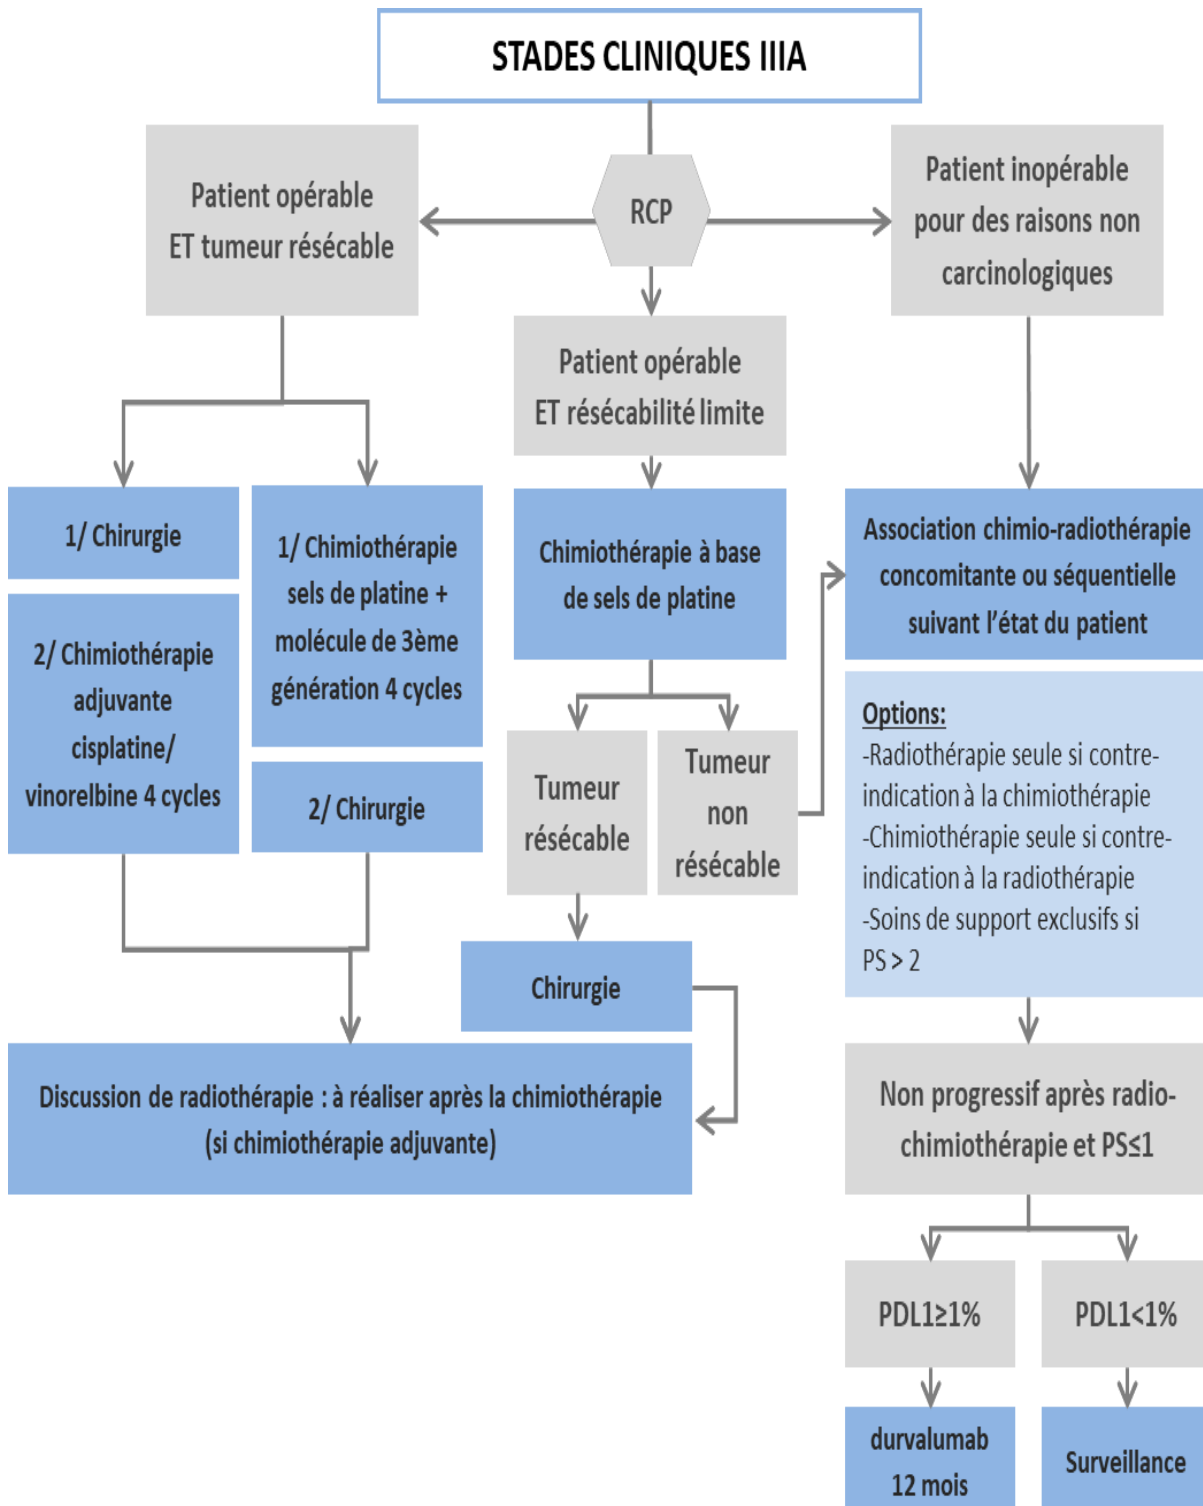 STADES CLINIQUES IIIA
RCP
Patient opérable
ET tumeur résécable
1/ Chirurgie
2/ Chimiothérapie
adjuvante
cisplatine/
vinorelbine 4 cycles
1/ Chimiothérapie
sels de platine +
molécule de 3ème
génération 4 cycles
2/ Chirurgie
Patient opérable
ET résécabilité limite
Chimiothérapie à base
de sels de platine
Tumeur
résécable
Tumeur
non
résécable
Chirurgie
Discussion de radiothérapie : à réaliser après la chimiothérapie
(si chimiothérapie adjuvante)
Patient inopérable
pour des raisons non
carcinologiques
Association chimio-radiothérapie
concomitante ou séquentielle
suivant l’état du patient
Options:
-Radiothérapie seule si contre-
indication à la chimiothérapie
-Chimiothérapie seule si contre-
indication à la radiothérapie
-Soins de support exclusifs si
PS > 2
Non progressif après radio-
chimiothérapie et PS≤1
PDL1≥1%
PDL1<1%
durvalumab
12 mois
Surveillance